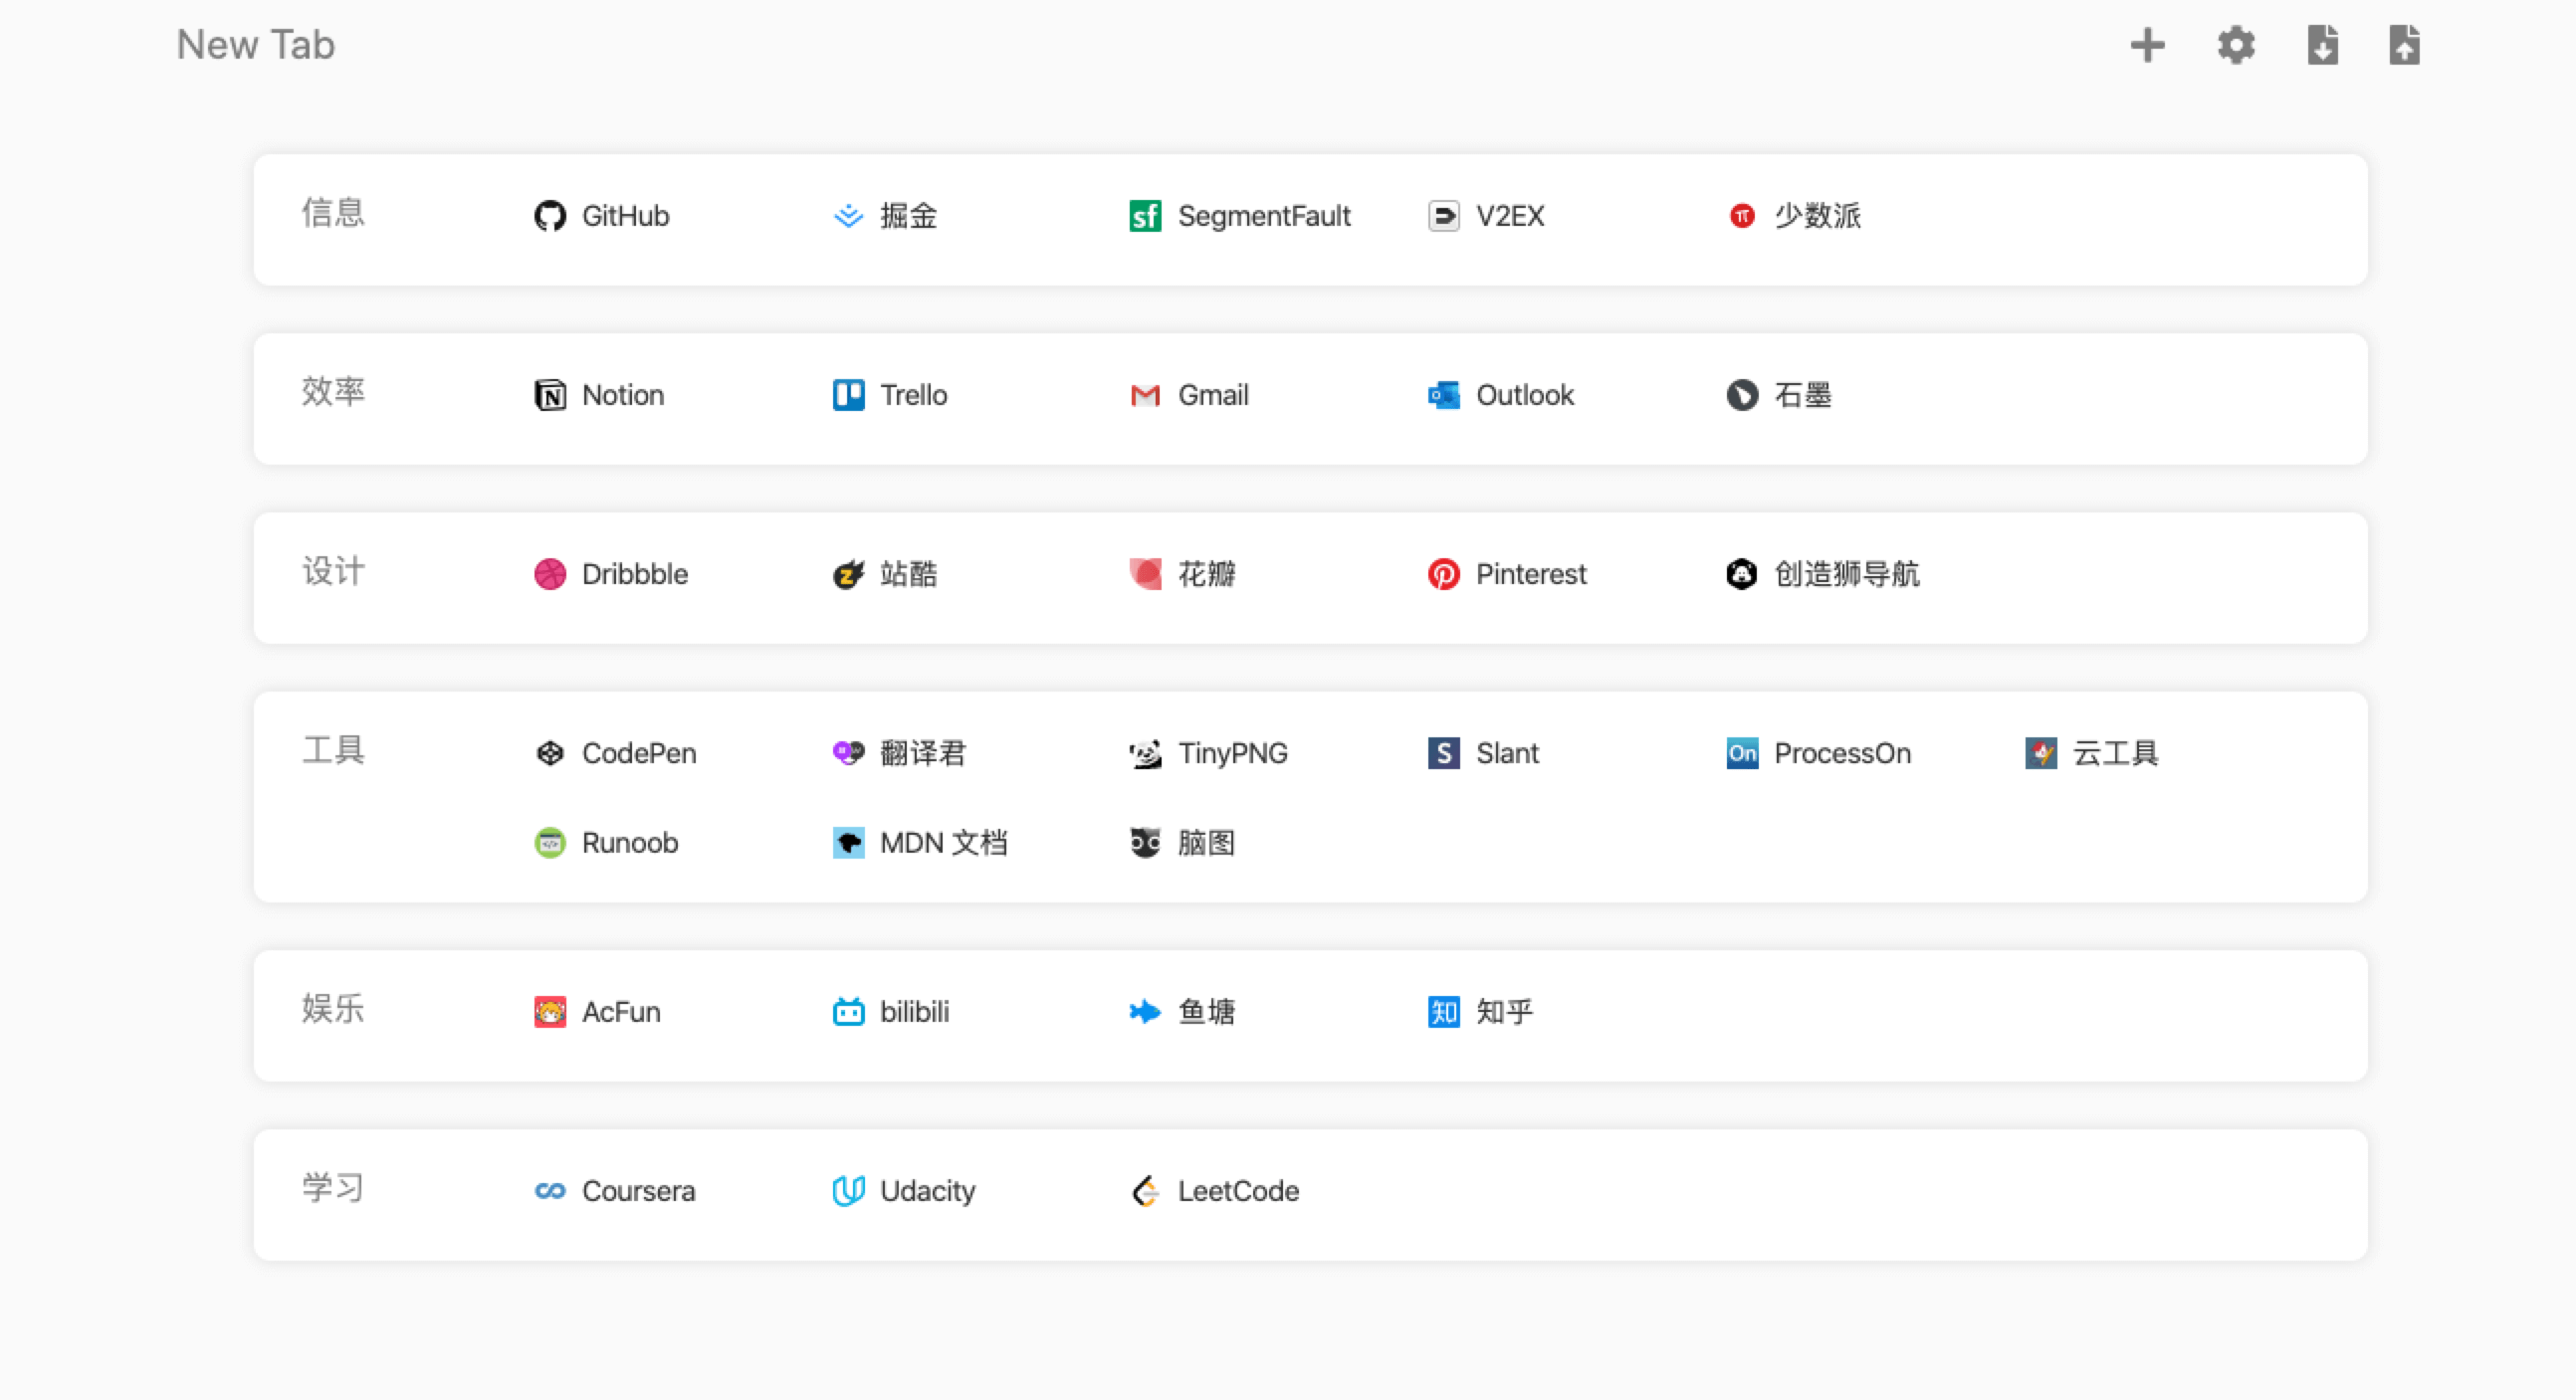 New Tab
信息 GitHub 掘金 sf SegmentFault V2EX 少数派
效率 Notion Trello Gmail Outlook 石墨
设计 Dribbble 站酷 花瓣 Pinterest 创造狮导航
工具 CodePen 翻译君 TinyPNG S Slant On ProcessOn 云工具
Runoob MDN 文档 脑图
娱乐 AcFun bilibili 鱼塘 知 知乎
学习 Coursera Udacity LeetCode